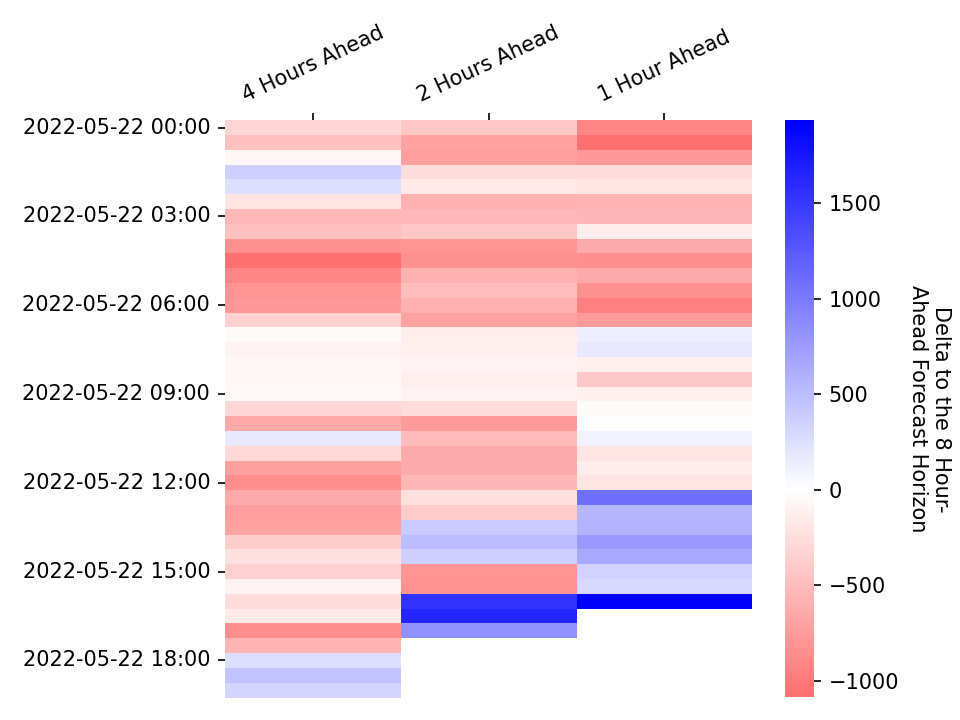 4 Hours Ahead
2 Hours Ahead
1 Hour Ahead
2022-05-22 00:00
2022-05-22 03:00
2022-05-22 06:00
2022-05-22 09:00
2022-05-22 12:00
2022-05-22 15:00
2022-05-22 18:00
1500
1000
500
0
−500
−1000
Delta to the 8 Hour-
Ahead Forecast Horizon